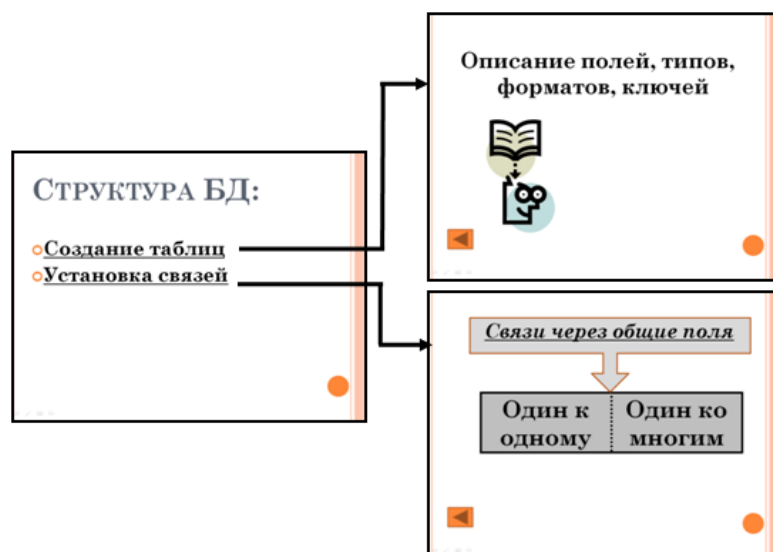 СТРУКТУРА БД:
Создание таблиц
Установка связей
Описание полей, типов,
форматов, ключей
Связи через общие поля
Один к
одному
Один ко
многим